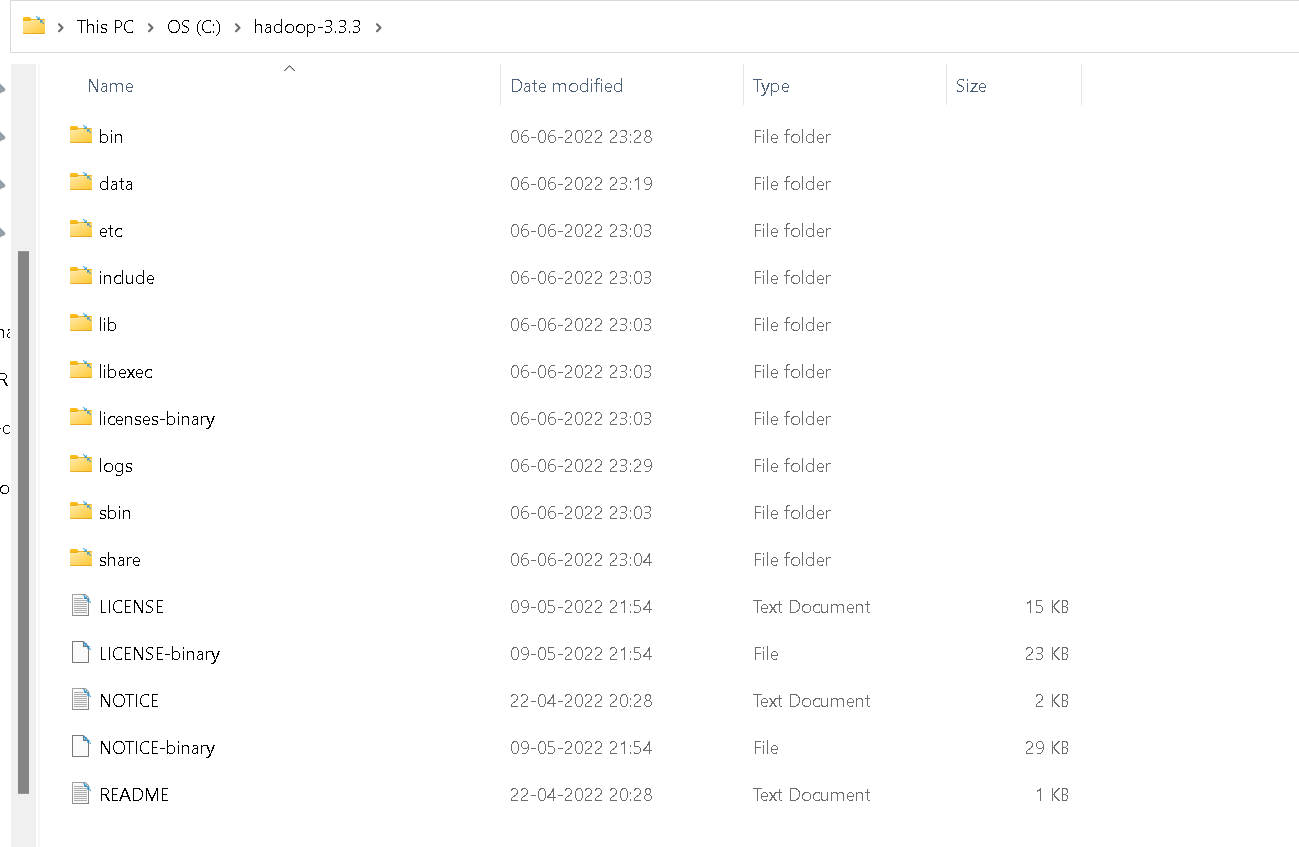 This PC > OS (C:) > hadoop-3.3.3 >
Name Date modified Type Size
bin 06-06-2022 23:28 File folder
data 06-06-2022 23:19 File folder
etc 06-06-2022 23:03 File folder
include 06-06-2022 23:03 File folder
lib 06-06-2022 23:03 File folder
libexec 06-06-2022 23:03 File folder
licenses-binary 06-06-2022 23:03 File folder
logs 06-06-2022 23:29 File folder
sbin 06-06-2022 23:03 File folder
share 06-06-2022 23:04 File folder
LICENSE 09-05-2022 21:54 Text Document 15 KB
LICENSE-binary 09-05-2022 21:54 File 23 KB
NOTICE 22-04-2022 20:28 Text Document 2 KB
NOTICE-binary 09-05-2022 21:54 File 29 KB
README 22-04-2022 20:28 Text Document 1 KB